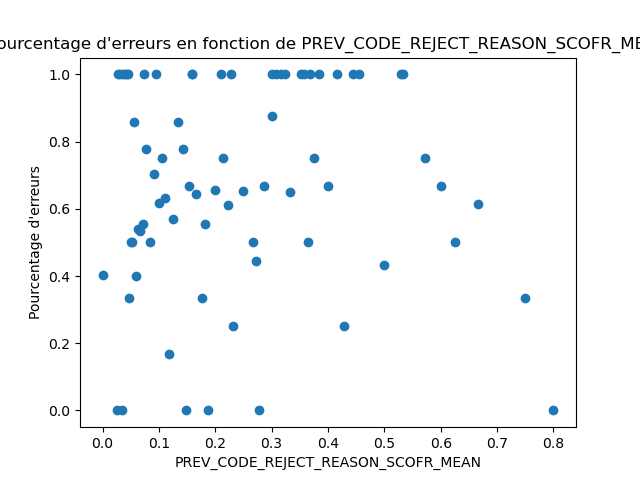 ourcentage d'erreurs en fonction de PREV_CODE_REJECT_REASON_SCOFR_ME
1.0
0.8
0.6
0.4
0.2
0.0
Pourcentage d'erreurs
0.0 0.1 0.2 0.3 0.4 0.5 0.6 0.7 0.8
PREV_CODE_REJECT_REASON_SCOFR_MEAN